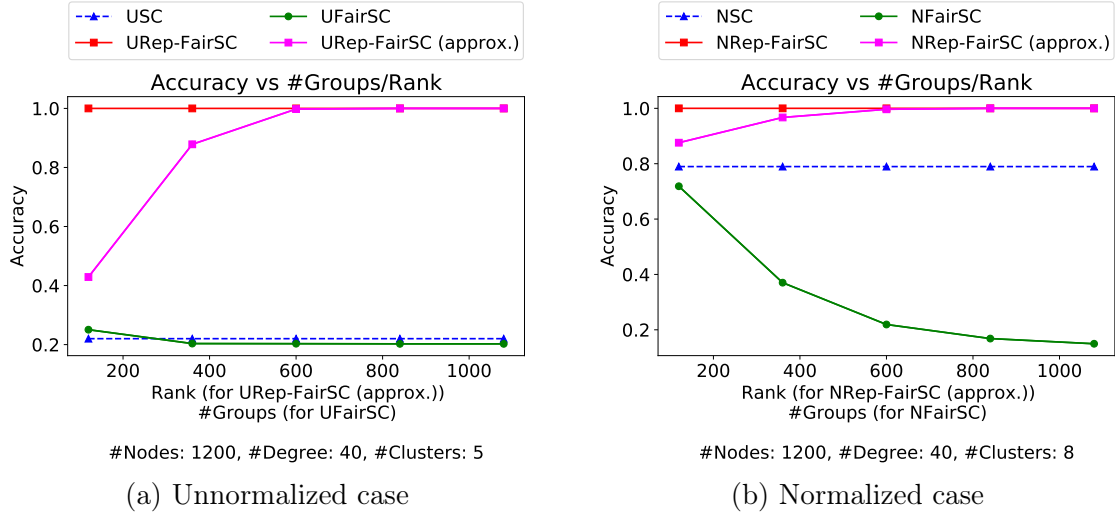 USC
UFairSC
URep-FairSC
URep-FairSC (approx.)
Accuracy vs #Groups/Rank
1.0
0.8
0.6
0.4
0.2
Accuracy
200
400
600
800
1000
Rank (for URep-FairSC (approx.))
#Groups (for UFairSC)
#Nodes: 1200, #Degree: 40, #Clusters: 5
(a) Unnormalized case
NSC
NFairSC
NRep-FairSC
NRep-FairSC (approx.)
Accuracy vs #Groups/Rank
1.0
0.8
0.6
0.4
0.2
Accuracy
200
400
600
800
1000
Rank (for NRep-FairSC (approx.))
#Groups (for NFairSC)
#Nodes: 1200, #Degree: 40, #Clusters: 8
(b) Normalized case